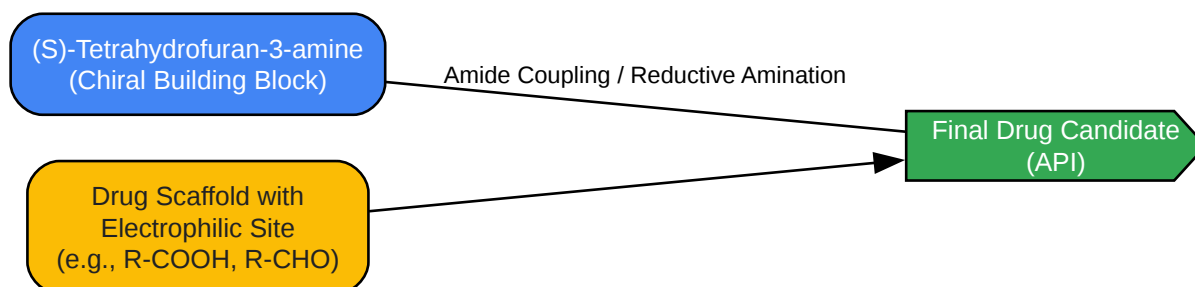 (S)-Tetrahydrofuran-3-amine
(Chiral Building Block)
Amide Coupling / Reductive Amination
Final Drug Candidate
(API)
Drug Scaffold with
Electrophilic Site
(e.g., R-COOH, R-CHO)